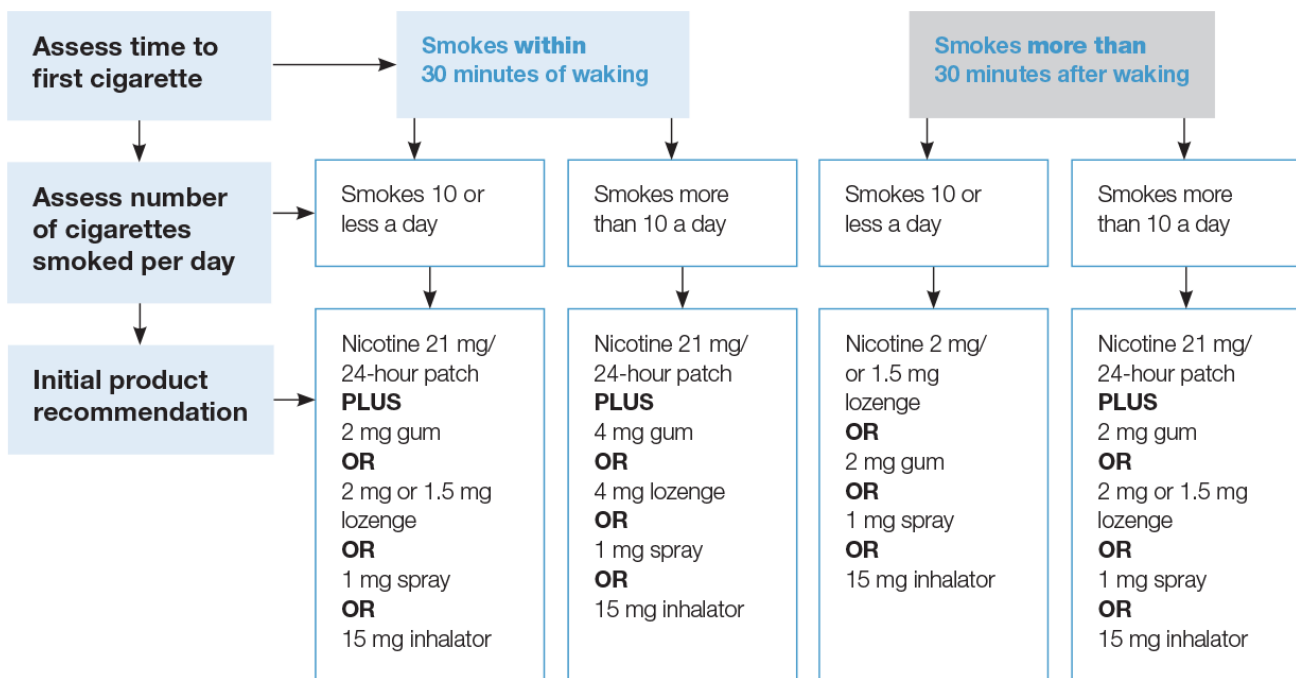 Assess time to
first cigarette
Smokes within
30 minutes of waking
Smokes more than
30 minutes after waking
Assess number
of cigarettes
smoked per day
Smokes 10 or
less a day
Smokes more
than 10 a day
Smokes 10 or
less a day
Smokes more
than 10 a day
Initial product
recommendation
Nicotine 21 mg/
24-hour patch
PLUS
2 mg gum
OR
2 mg or 1.5 mg
lozenge
OR
1 mg spray
OR
15 mg inhalator
Nicotine 21 mg/
24-hour patch
PLUS
4 mg gum
OR
4 mg lozenge
OR
1 mg spray
OR
15 mg inhalator
Nicotine 2 mg/
or 1.5 mg
lozenge
OR
2 mg gum
OR
1 mg spray
OR
15 mg inhalator
Nicotine 21 mg/
24-hour patch
PLUS
2 mg gum
OR
2 mg or 1.5 mg
lozenge
OR
1 mg spray
OR
15 mg inhalator